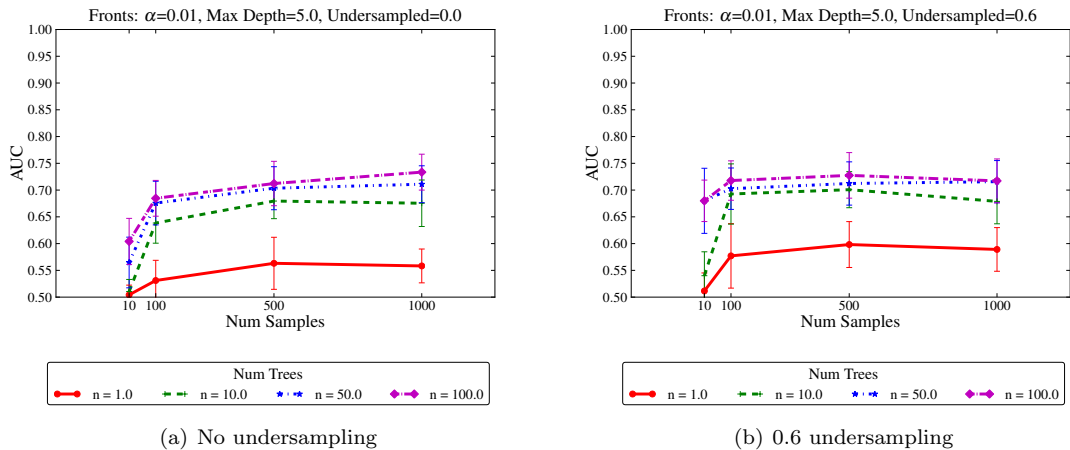 Fronts: α=0.01, Max Depth=5.0, Undersampled=0.0
1.00
0.95
0.90
0.85
0.80
0.75
0.70
0.65
0.60
0.55
0.50
AUC
10 100 500 1000
Num Samples
Num Trees
n = 1.0 n = 10.0 n = 50.0 n = 100.0
(a) No undersampling
Fronts: α=0.01, Max Depth=5.0, Undersampled=0.6
1.00
0.95
0.90
0.85
0.80
0.75
0.70
0.65
0.60
0.55
0.50
AUC
10 100 500 1000
Num Samples
Num Trees
n = 1.0 n = 10.0 n = 50.0 n = 100.0
(b) 0.6 undersampling